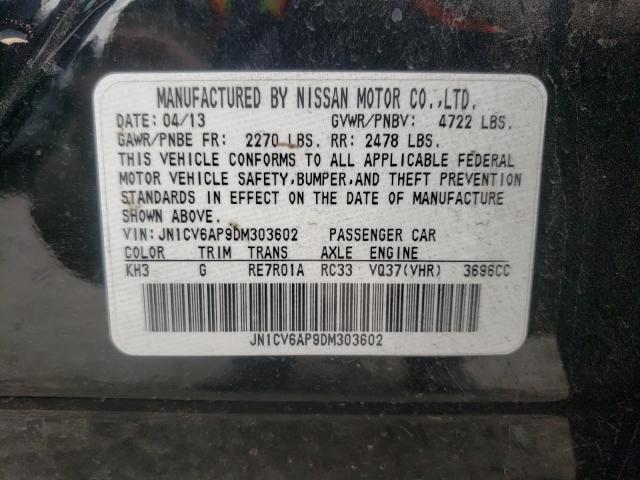 MANUFACTURED BY NISSAN MOTOR CO.,LTD.
DATE: 04/13 GVWR/PNBV: 4722 LBS.
GAWR/PNBE FR: 2270 LBS. RR: 2478 LBS.
THIS VEHICLE CONFORMS TO ALL APPLICABLE FEDERAL
MOTOR VEHICLE SAFETY,BUMPER,AND THEFT PREVENTION
STANDARDS IN EFFECT ON THE DATE OF MANUFACTURE
SHOWN ABOVE.
VIN:JN1CV6AP9DM303602 PASSENGER CAR
COLOR TRIM TRANS AXLE ENGINE
KH3 G RE7R01A RC33 VQ37(VHR) 3696CC
JN1CV6AP9DM303602